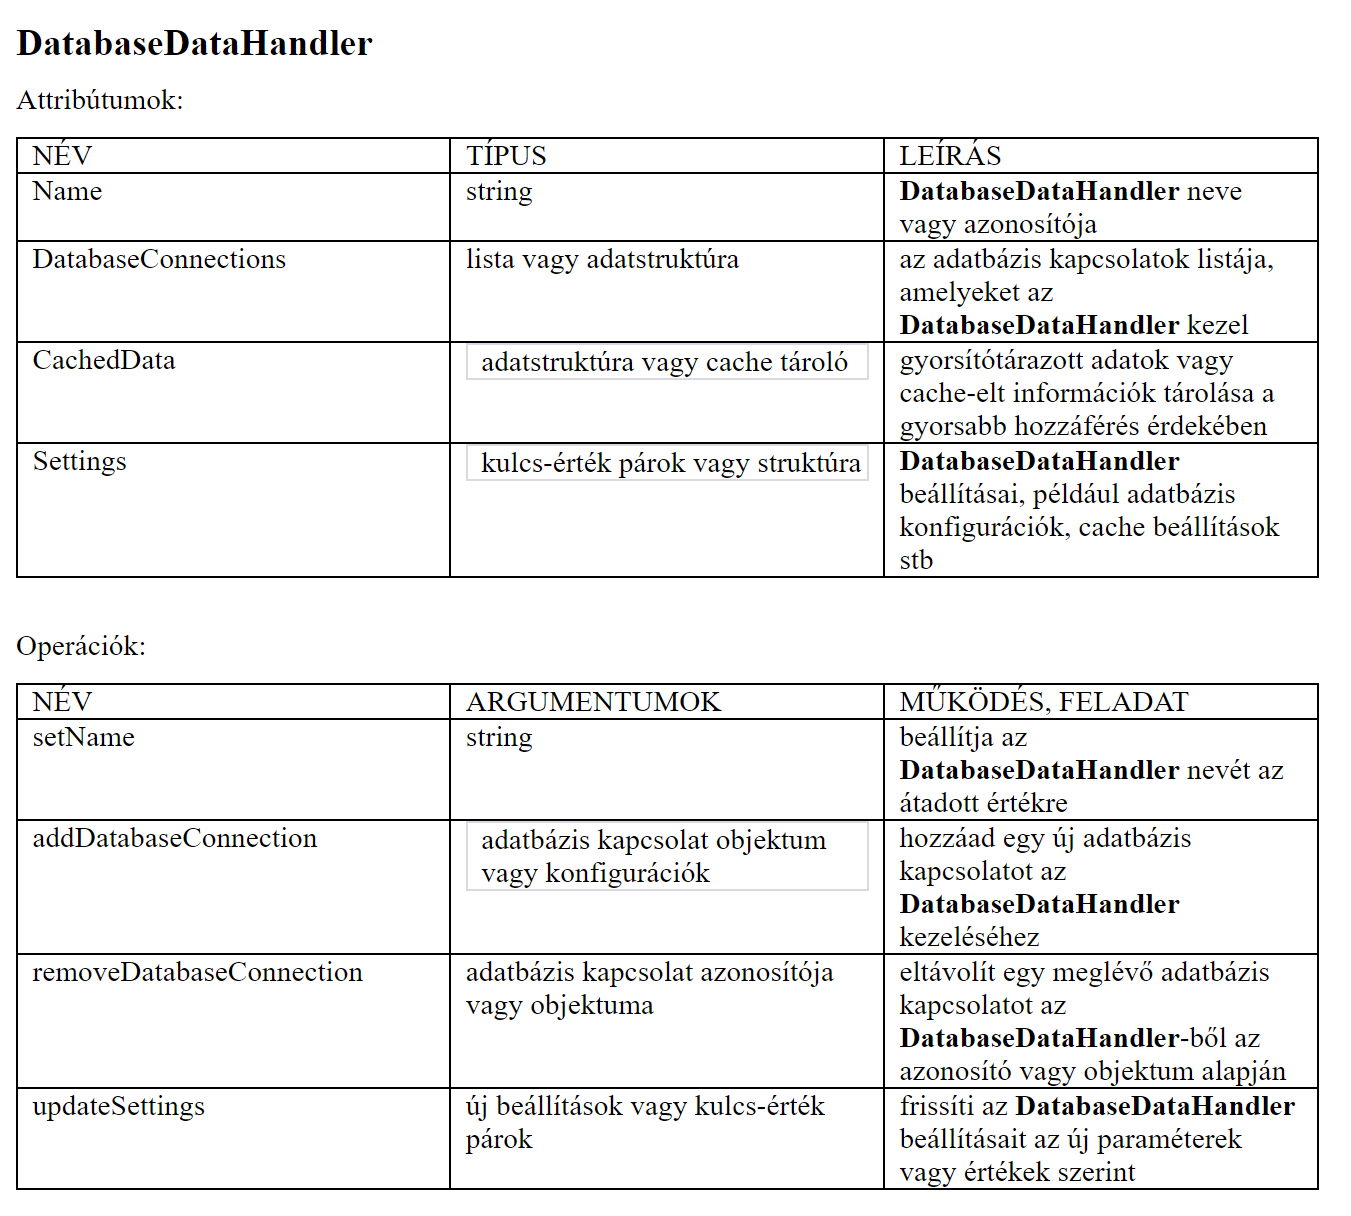 DatabaseDataHandler
Attribútumok:
NÉV
TÍPUS
LEÍRÁS
Name
string
DatabaseDataHandler neve
vagy azonosítója
DatabaseConnections
lista vagy adatstruktúra
az adatbázis kapcsolatok listája,
amelyeket az
DatabaseDataHandler kezel
CachedData
adatstruktúra vagy cache tároló
gyorsítótárazott adatok vagy
cache-elt információk tárolása a
gyorsabb hozzáférés érdekében
Settings
kulcs-érték párok vagy struktúra
DatabaseDataHandler
beállításai, például adatbázis
konfigurációk, cache beállítások
stb
Operációk:
NÉV
ARGUMENTUMOK
MŰKÖDÉS, FELADAT
setName
string
beállítja az
DatabaseDataHandler nevét az
átadott értékre
addDatabaseConnection
adatbázis kapcsolat objektum
vagy konfigurációk
hozzáad egy új adatbázis
kapcsolatot az
DatabaseDataHandler
kezeléséhez
removeDatabaseConnection
adatbázis kapcsolat azonosítója
vagy objektuma
eltávolít egy meglévő adatbázis
kapcsolatot az
DatabaseDataHandler-ből az
azonosító vagy objektum alapján
updateSettings
új beállítások vagy kulcs-érték
párok
frissíti az DatabaseDataHandler
beállításait az új paraméterek
vagy értékek szerint